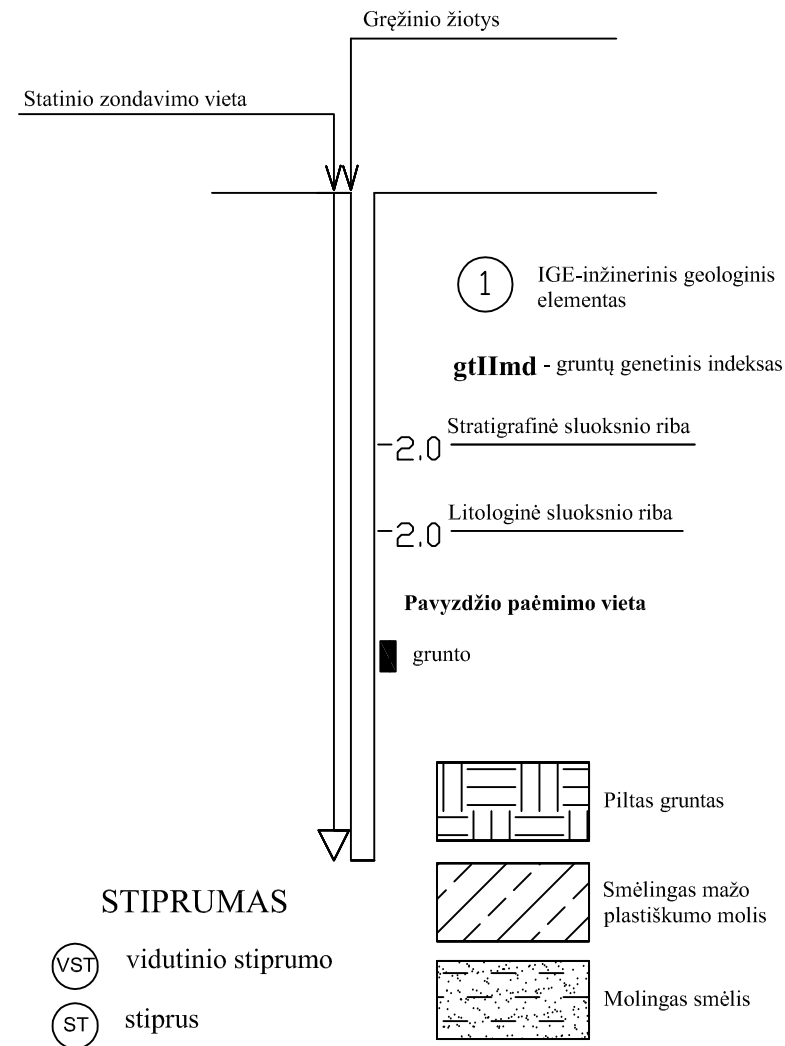 Gręžinio žiotys
Statinio zondavimo vieta
1
IGE-inžinerinis geologinis
elementas
gtIImd - gruntų genetinis indeksas
Stratigrafinė sluoksnio riba
2.0
Litologinė sluoksnio riba
2.0
Pavyzdžio paėmimo vieta
grunto
Piltas gruntas
Smėlingas mažo
plastiškumo molis
Molingas smėlis
STIPRUMAS
VST vidutinio stiprumo
ST stiprus